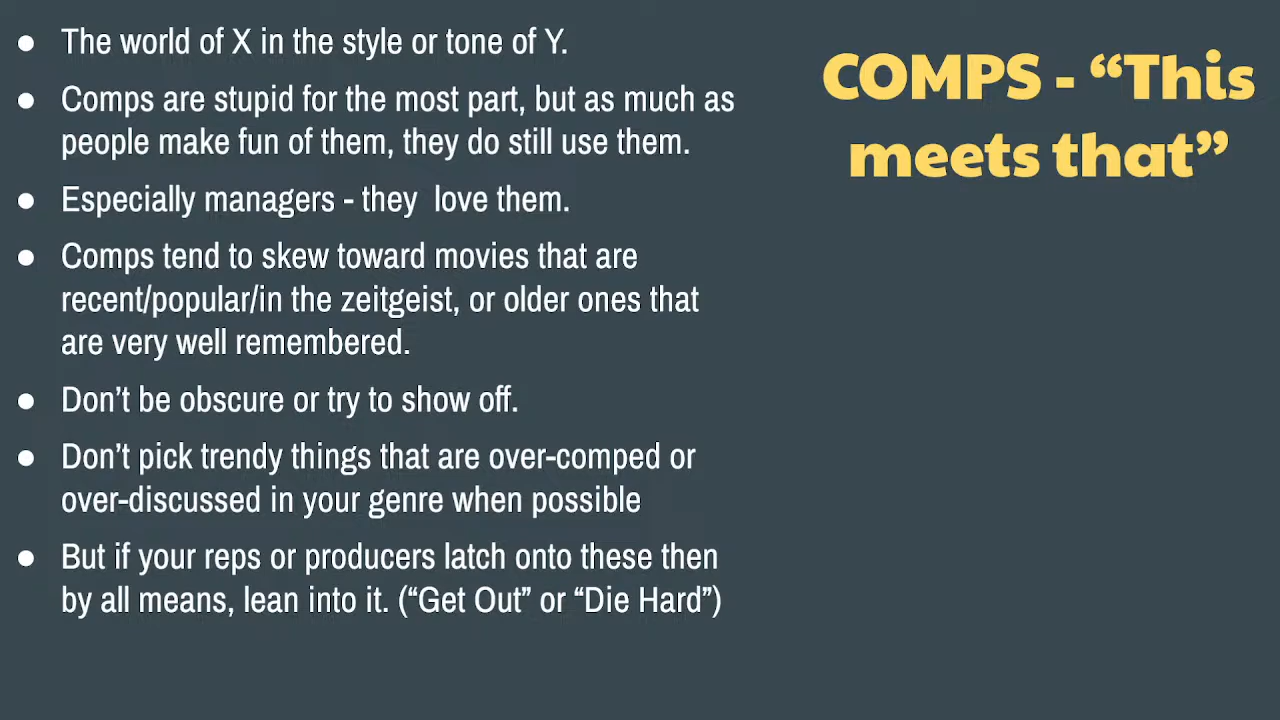 ● The world of X in the style or tone of Y.
● Comps are stupid for the most part, but as much as
people make fun of them, they do still use them.
● Especially managers - they  love them.
● Comps tend to skew toward movies that are
recent/popular/in the zeitgeist, or older ones that
are very well remembered.
● Don’t be obscure or try to show off.
● Don’t pick trendy things that are over-comped or
over-discussed in your genre when possible
● But if your reps or producers latch onto these then
by all means, lean into it. (“Get Out” or “Die Hard”)
COMPS - “This
meets that”